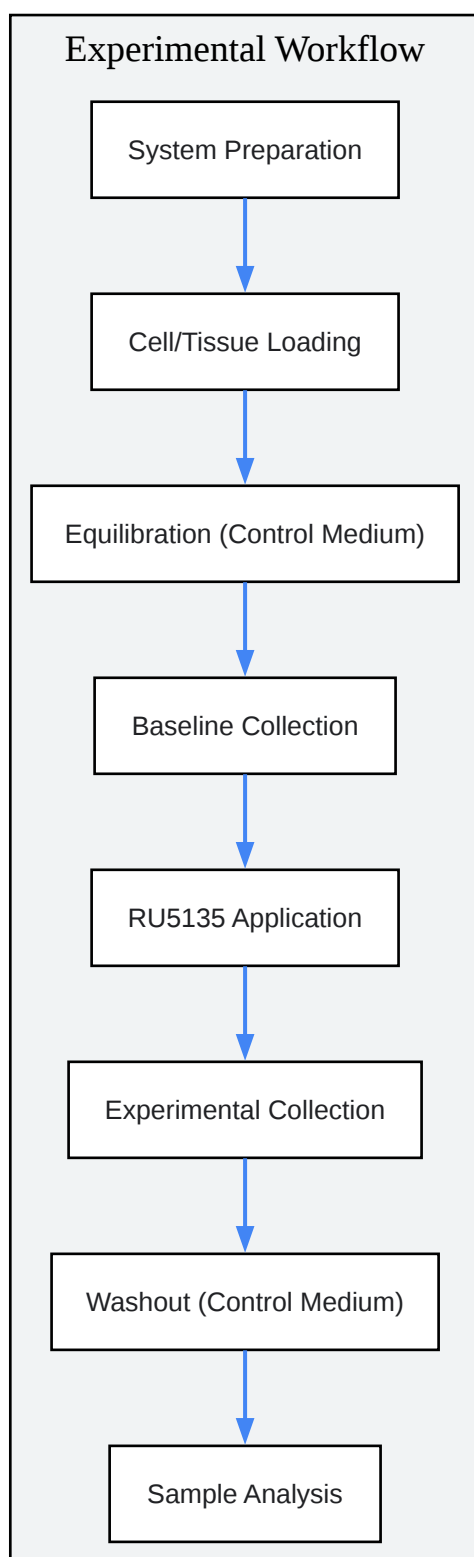 Experimental Workflow
System Preparation
Cell/Tissue Loading
Equilibration (Control Medium)
Baseline Collection
RU5135 Application
Experimental Collection
Washout (Control Medium)
Sample Analysis